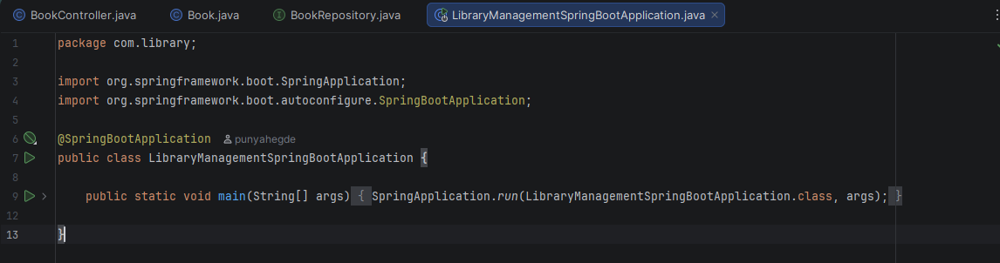 BookController.java Book.java BookRepository.java LibraryManagementSpringBootApplication.java
1 package com.library;
2
3 import org.springframework.boot.SpringApplication;
4 import org.springframework.boot.autoconfigure.SpringBootApplication;
5
6 @SpringBootApplication punyahegde
7 public class LibraryManagementSpringBootApplication {
8
9 public static void main(String[] args) { SpringApplication.run(LibraryManagementSpringBootApplication.class, args); }
12
13 }